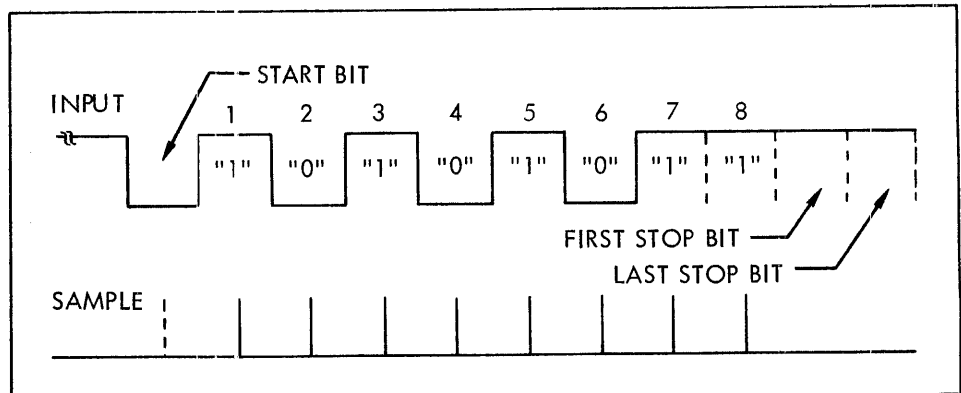 START BIT
INPUT
1 2 3 4 5 6 7 8
"1" "0" "1" "0" "1" "0" "1" "1"
FIRST STOP BIT
LAST STOP BIT
SAMPLE